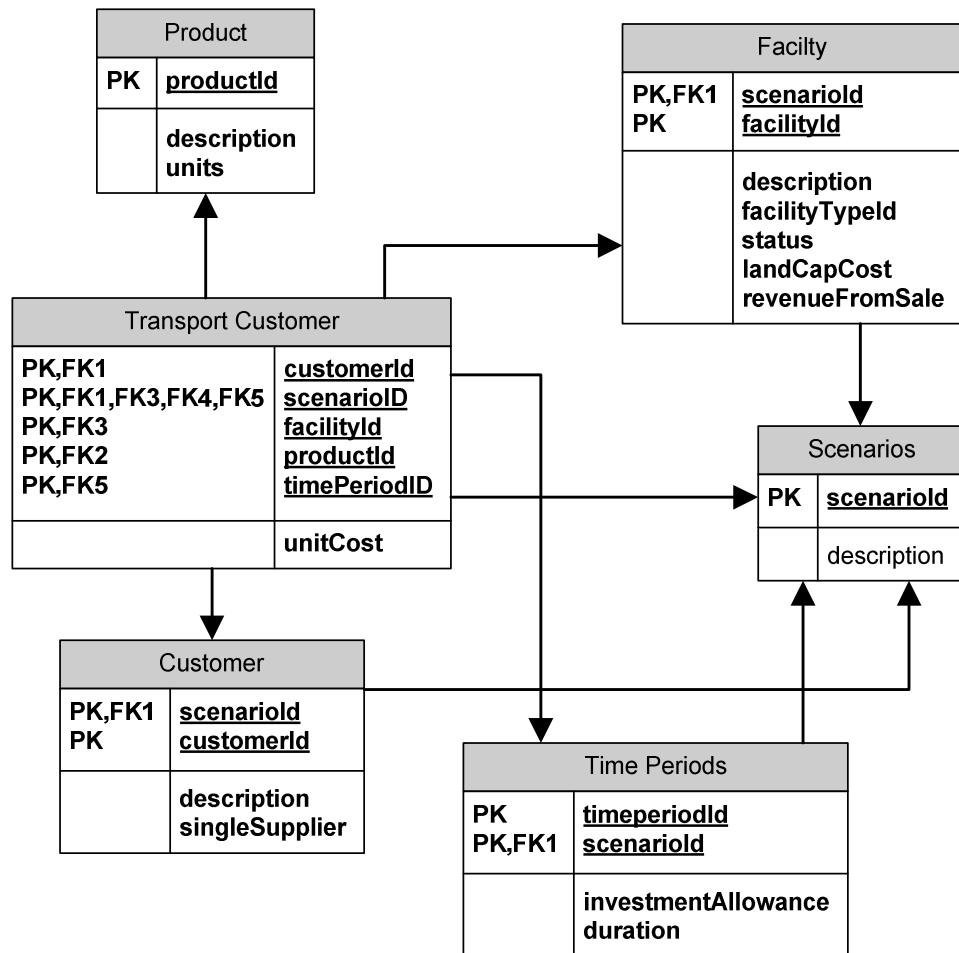 Product
PK productId
description
units
Facilty
PK,FK1 scenarioId
PK facilityId
description
facilityTypeId
status
landCapCost
revenueFromSale
Transport Customer
PK,FK1 customerId
PK,FK1,FK3,FK4,FK5 scenarioID
PK,FK3 facilityId
PK,FK2 productId
PK,FK5 timePeriodID
unitCost
Scenarios
PK scenarioId
description
Customer
PK,FK1 scenarioId
PK customerId
description
singleSupplier
Time Periods
PK timeperiodId
PK,FK1 scenarioId
investmentAllowance
duration